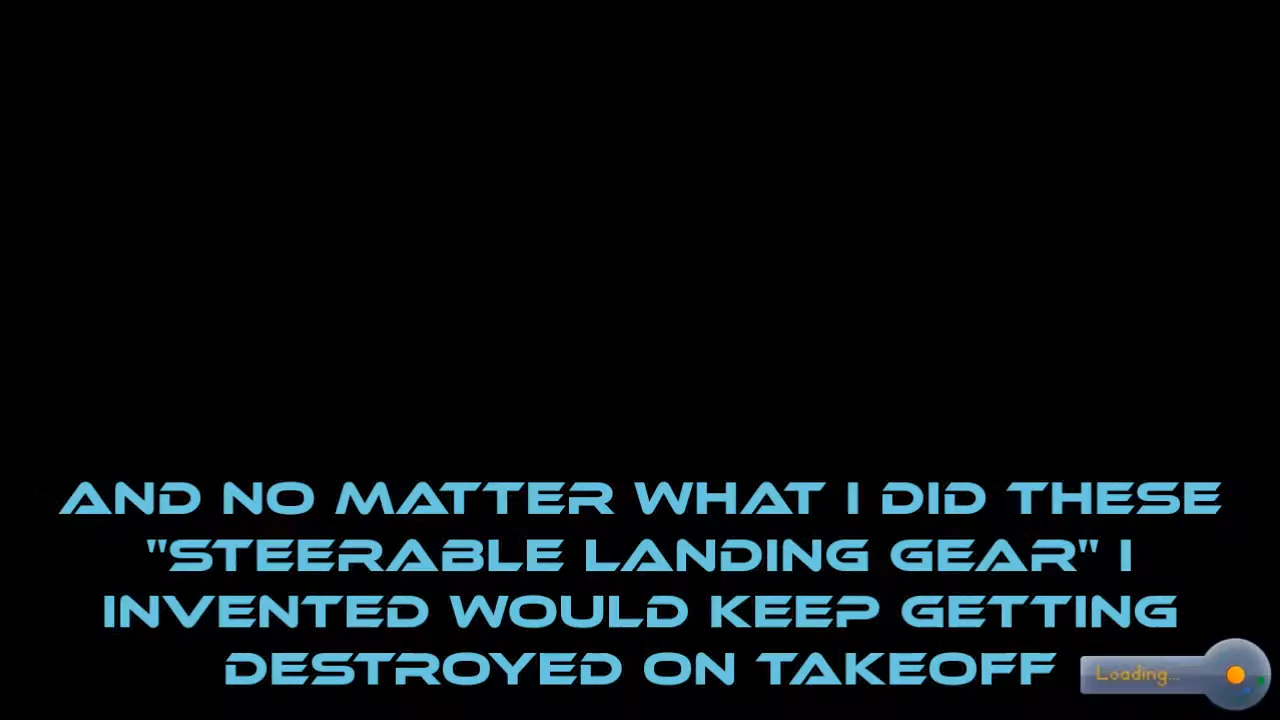 AND NO MATTER WHAT I DID THESE
"STEERABLE LANDING GEAR" I
INVENTED WOULD KEEP GETTING
DESTROYED ON TAKEOFF
Loading...